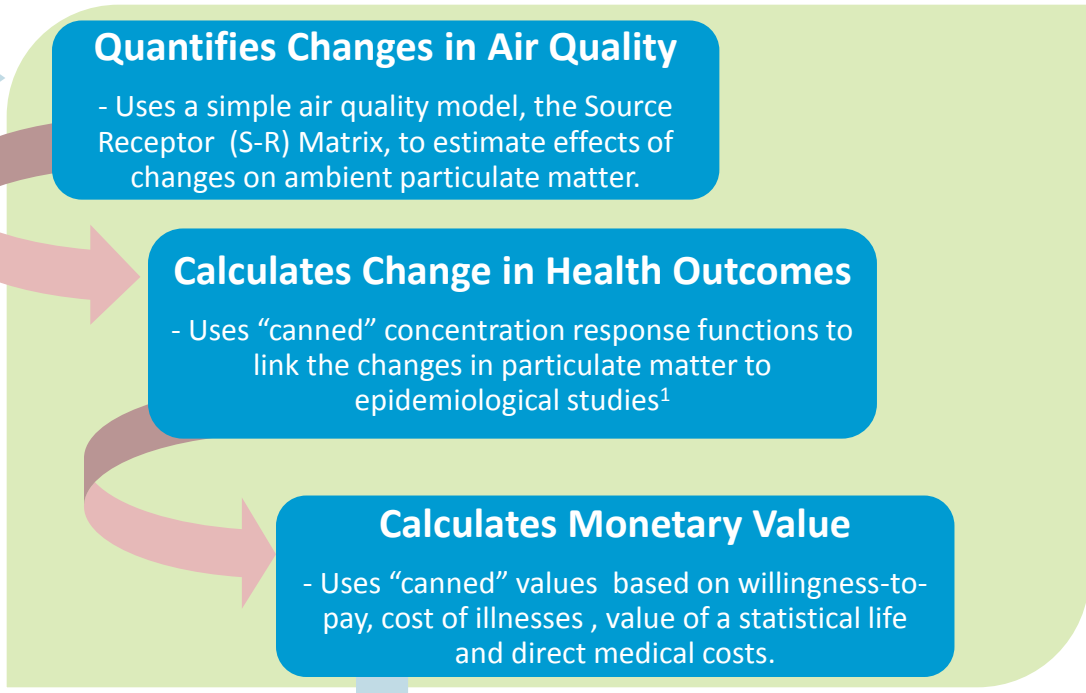 Quantifies Changes in Air Quality
- Uses a simple air quality model, the Source
Receptor (S-R) Matrix, to estimate effects of
changes on ambient particulate matter.
Calculates Change in Health Outcomes
- Uses “canned” concentration response functions to
link the changes in particulate matter to
epidemiological studies¹
Calculates Monetary Value
- Uses “canned” values based on willingness-to-
pay, cost of illnesses , value of a statistical life
and direct medical costs.